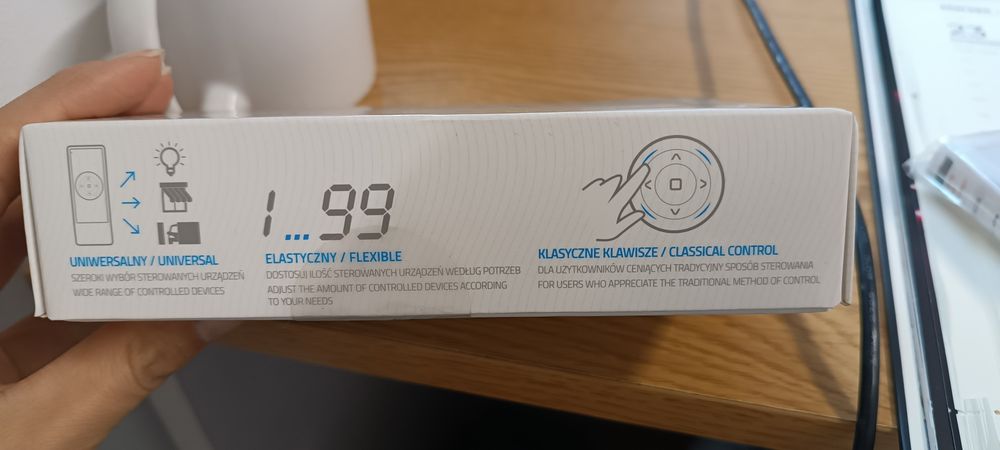 UNIWERSALNY / UNIVERSAL
SZEROKI WYBÓR STEROWANYCH URZĄDZEŃ
WIDE RANGE OF CONTROLLED DEVICES
1...99
ELASTYCZNY / FLEXIBLE
DOSTOSUJ ILOŚĆ STEROWANYCH URZĄDZEŃ WEDŁUG POTRZEB
ADJUST THE AMOUNT OF CONTROLLED DEVICES ACCORDING
TO YOUR NEEDS
KLASYCZNE KLAWISZE / CLASSICAL CONTROL
DLA UŻYTKOWNIKÓW CENIĄCYCH TRADYCYJNY SPOSÓB STEROWANIA
FOR USERS WHO APPRECIATE THE TRADITIONAL METHOD OF CONTROL